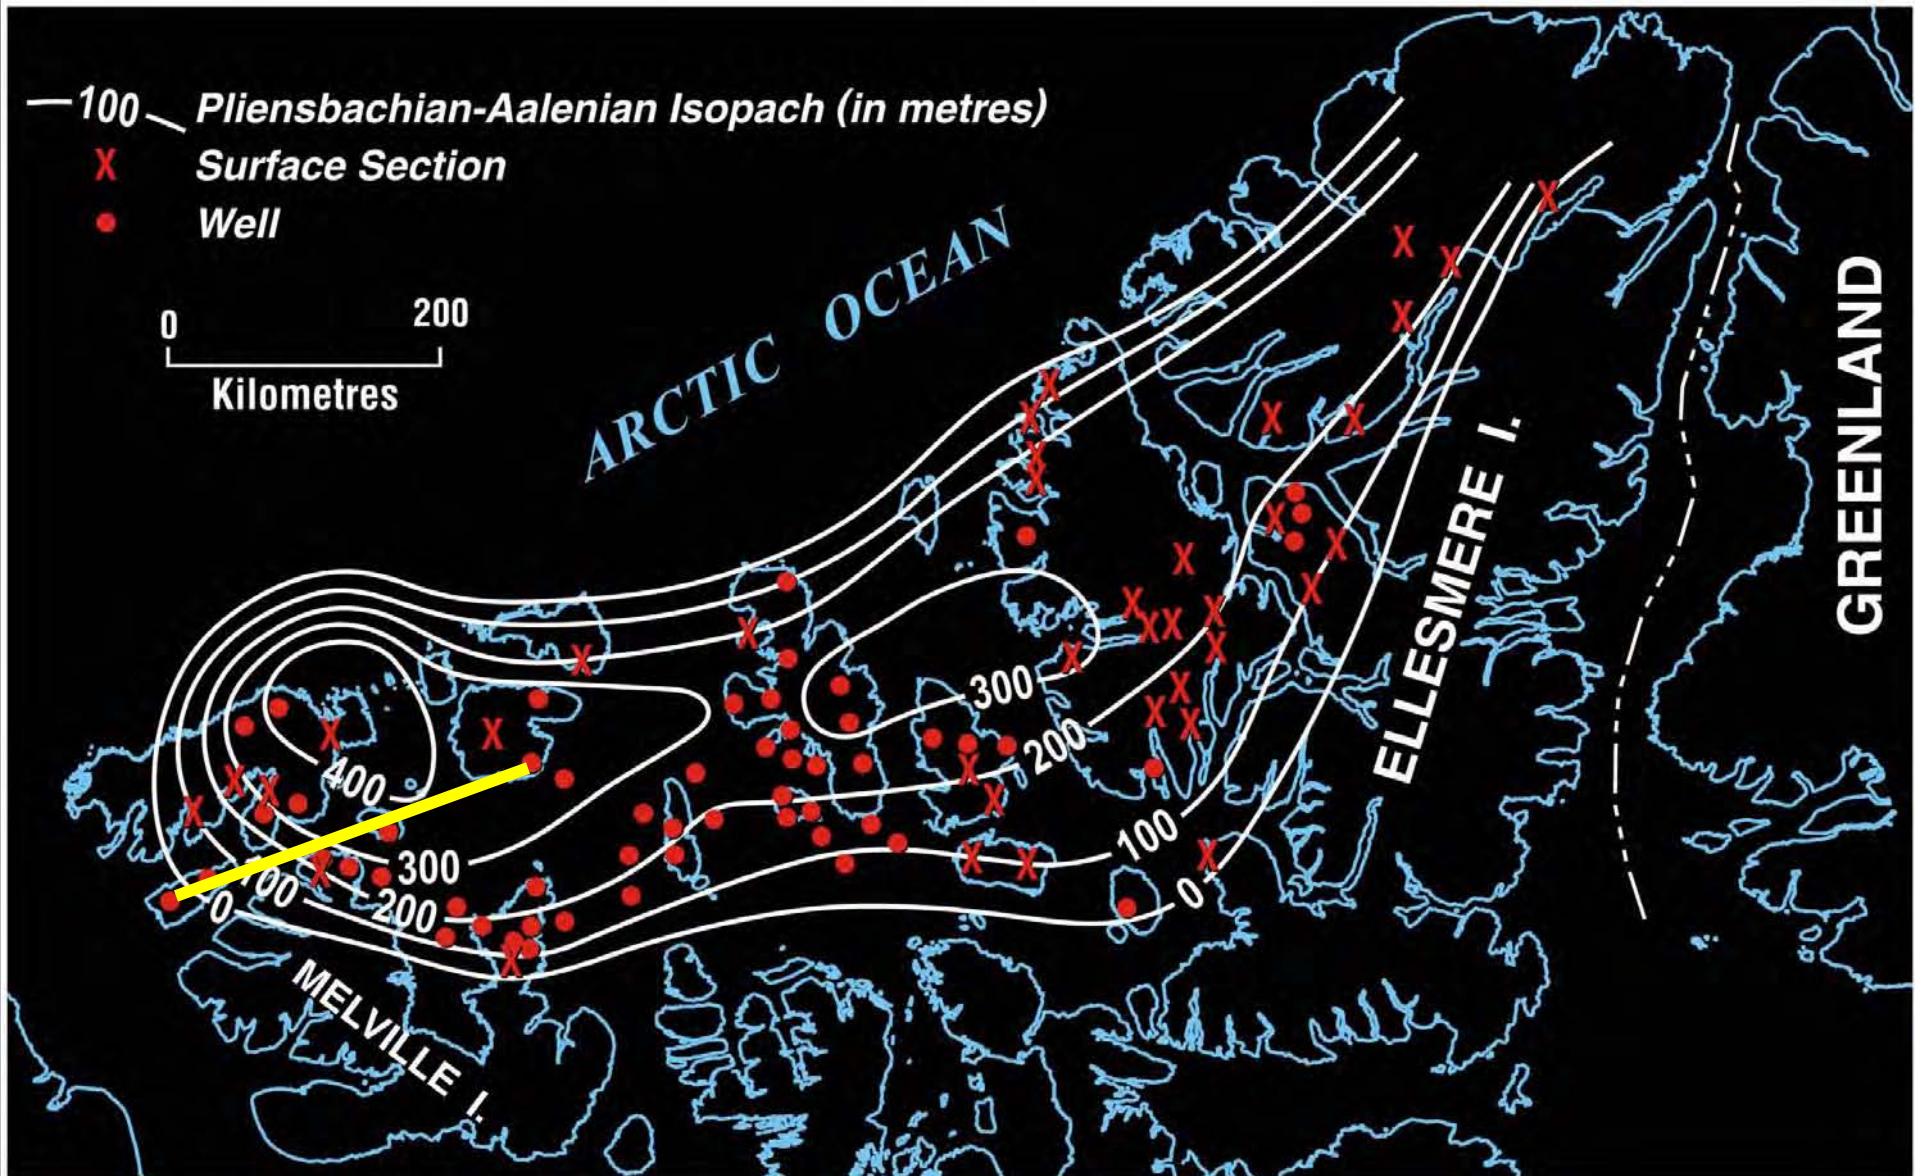 100 Pliensbachian-Aalenian Isopach (in metres)
X Surface Section
Well
0 200
Kilometres
ARCTIC OCEAN
GREENLAND
ELLESMERE I.
MELVILLE I.
400
300
200
100
0
300
200
100
0